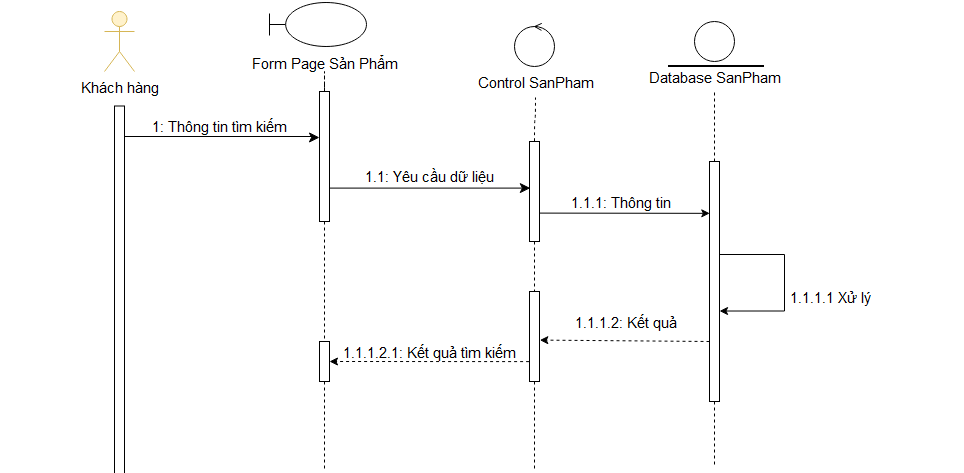 Khách hàng
Form Page Sản Phẩm
Control SanPham
Database SanPham
1: Thông tin tìm kiếm
1.1: Yêu cầu dữ liệu
1.1.1: Thông tin
1.1.1.1 Xử lý
1.1.1.2: Kết quả
1.1.1.2.1: Kết quả tìm kiếm